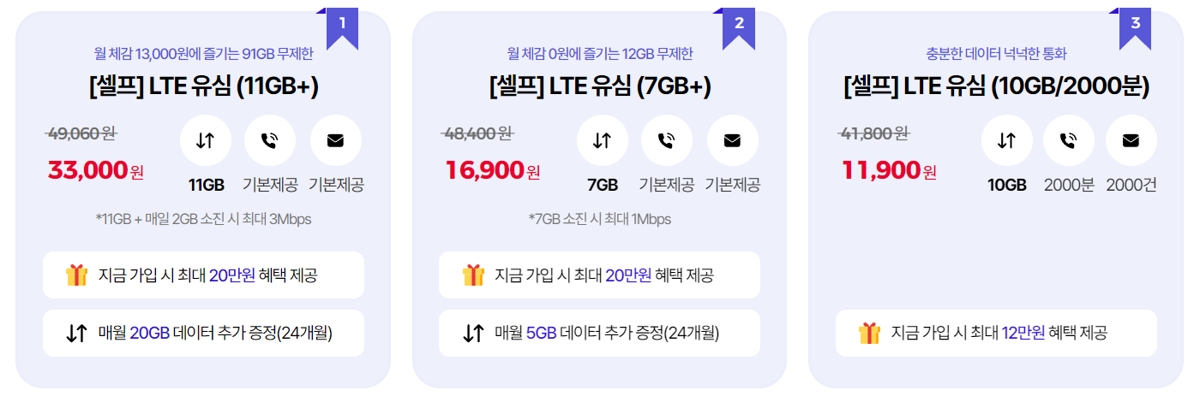 1
월 체감 13,000원에 즐기는 91GB 무제한
[셀프] LTE 유심 (11GB+)
49,060원
33,000원
11GB
기본제공
기본제공
*11GB + 매일 2GB 소진 시 최대 3Mbps
지금 가입 시 최대 20만원 혜택 제공
매월 20GB 데이터 추가 증정(24개월)
2
월 체감 0원에 즐기는 12GB 무제한
[셀프] LTE 유심 (7GB+)
48,400원
16,900원
7GB
기본제공
기본제공
*7GB 소진 시 최대 1Mbps
지금 가입 시 최대 20만원 혜택 제공
매월 5GB 데이터 추가 증정(24개월)
3
충분한 데이터 넉넉한 통화
[셀프] LTE 유심 (10GB/2000분)
41,800원
11,900원
10GB
2000분
2000건
지금 가입 시 최대 12만원 혜택 제공